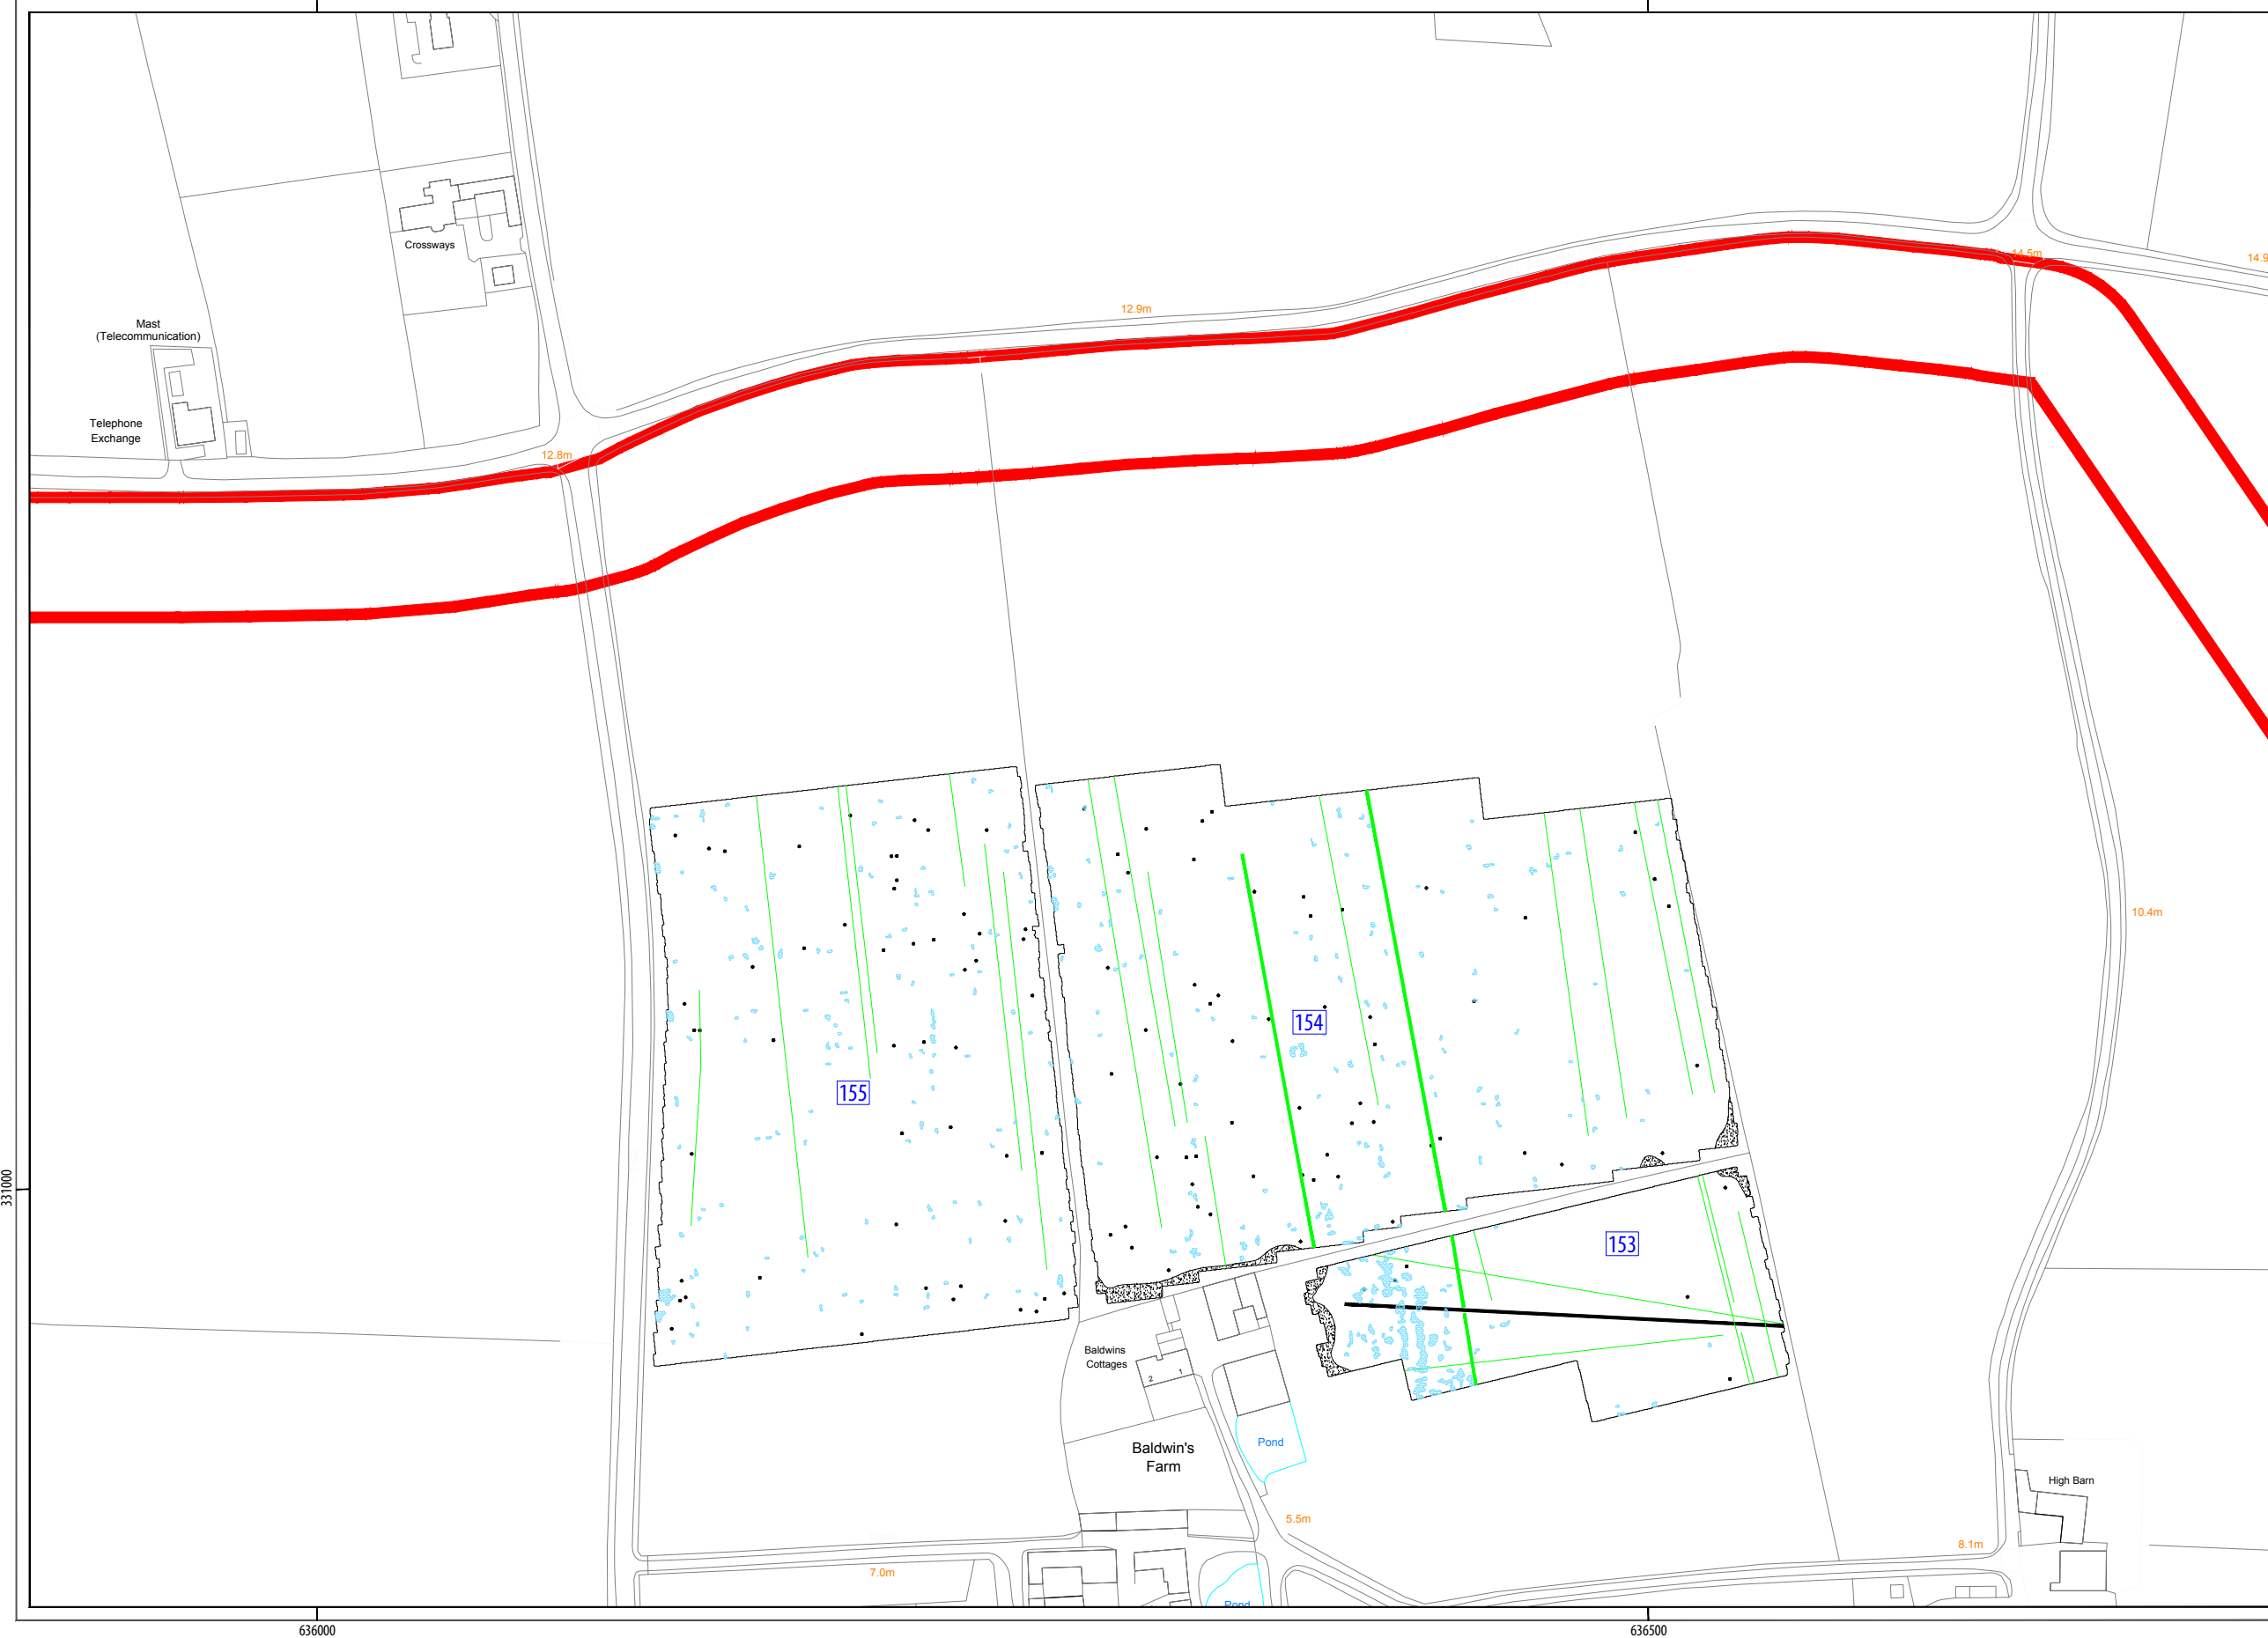 Crossways
Mast
(Telecommunication)
Telephone
Exchange
12.8m
12.9m
14.5m
14.9
10.4m
154
155
331000
153
Baldwins
Cottages
2
1
Baldwin's
Farm
Pond
High Barn
5.5m
8.1m
7.0m
Pond
636000
636500